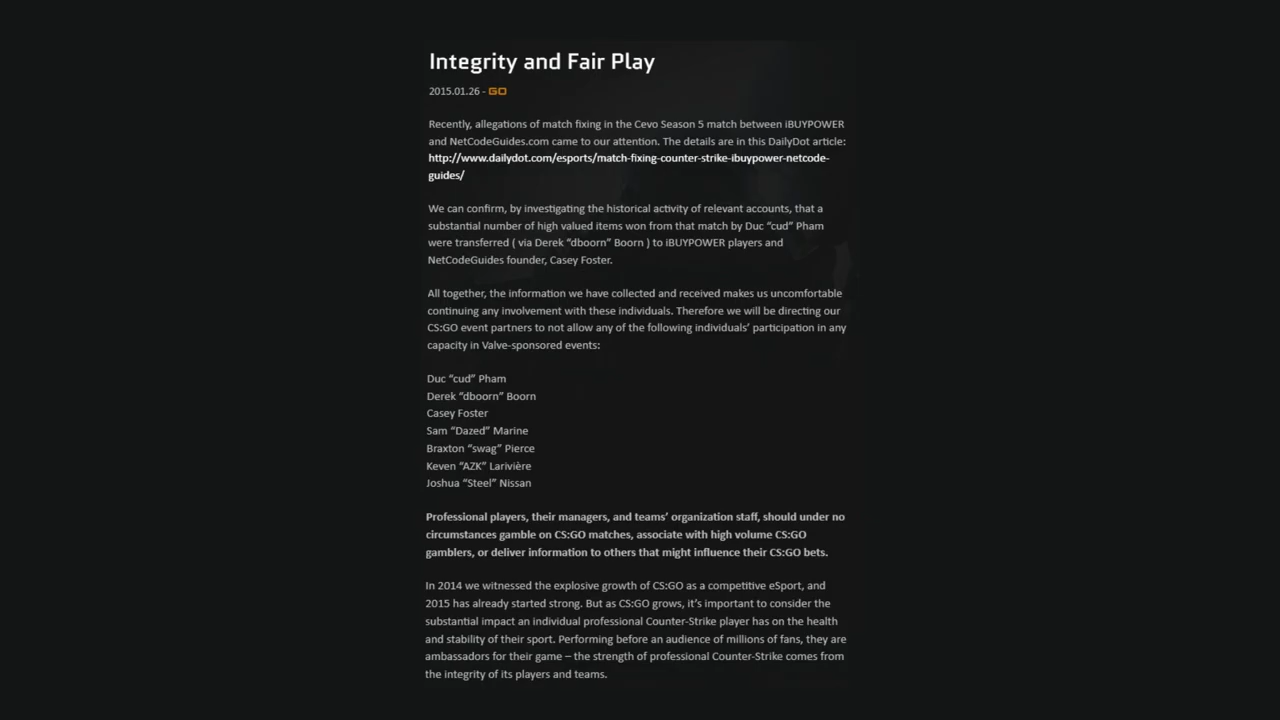 Integrity and Fair Play
2015.01.26 - GO
Recently, allegations of match fixing in the Cevo Season 5 match between iBUYPOWER
and NetCodeGuides.com came to our attention. The details are in this DailyDot article:
http://www.dailydot.com/esports/match-fixing-counter-strike-ibuypower-netcode-
guides/
We can confirm, by investigating the historical activity of relevant accounts, that a
substantial number of high valued items won from that match by Duc “cud” Pham
were transferred ( via Derek “dboorn” Boorn ) to iBUYPOWER players and
NetCodeGuides founder, Casey Foster.
All together, the information we have collected and received makes us uncomfortable
continuing any involvement with these individuals. Therefore we will be directing our
CS:GO event partners to not allow any of the following individuals’ participation in any
capacity in Valve-sponsored events:
Duc “cud” Pham
Derek “dboorn” Boorn
Casey Foster
Sam “Dazed” Marine
Braxton “swag” Pierce
Keven “AZK” Larivière
Joshua “Steel” Nissan
Professional players, their managers, and teams’ organization staff, should under no
circumstances gamble on CS:GO matches, associate with high volume CS:GO
gamblers, or deliver information to others that might influence their CS:GO bets.
In 2014 we witnessed the explosive growth of CS:GO as a competitive eSport, and
2015 has already started strong. But as CS:GO grows, it’s important to consider the
substantial impact an individual professional Counter-Strike player has on the health
and stability of their sport. Performing before an audience of millions of fans, they are
ambassadors for their game – the strength of professional Counter-Strike comes from
the integrity of its players and teams.